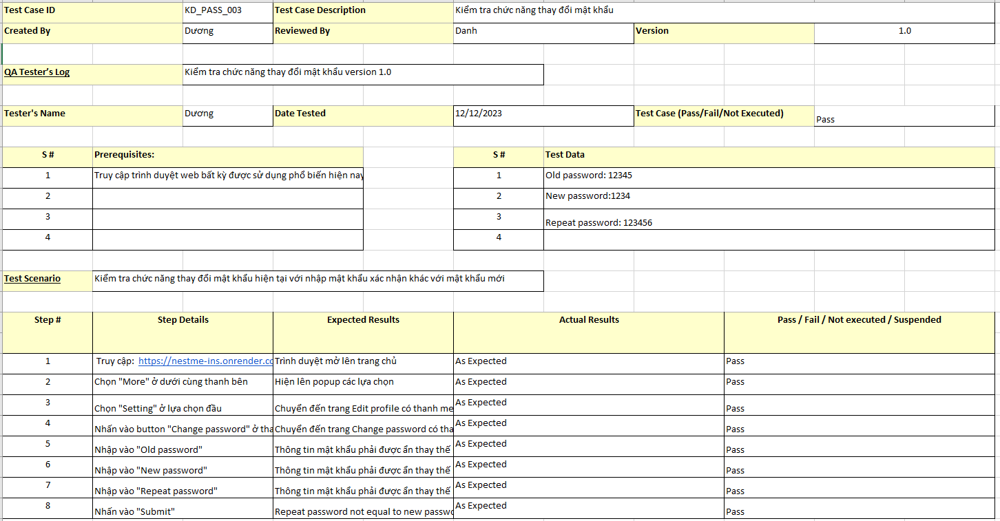 Test Case ID KD_PASS_003 Test Case Description Kiểm tra chức năng thay đổi mật khẩu
Created By Dương Reviewed By Danh Version 1.0
QA Tester’s Log Kiểm tra chức năng thay đổi mật khẩu version 1.0
Tester's Name Dương Date Tested 12/12/2023 Test Case (Pass/Fail/Not Executed) Pass
S # Prerequisites: S # Test Data
1 Truy cập trình duyệt web bất kỳ được sử dụng phổ biến hiện nay 1 Old password: 12345
2 2 New password:1234
3 3 Repeat password: 123456
4 4
Test Scenario Kiểm tra chức năng thay đổi mật khẩu hiện tại với nhập mật khẩu xác nhận khác với mật khẩu mới
Step # Step Details Expected Results Actual Results Pass / Fail / Not executed / Suspended
1 Truy cập: https://nestme-ins.onrender.co Trình duyệt mở lên trang chủ As Expected Pass
2 Chọn "More" ở dưới cùng thanh bên Hiện lên popup các lựa chọn As Expected Pass
3 Chọn "Setting" ở lựa chọn đầu Chuyển đến trang Edit profile có thanh me As Expected Pass
4 Nhấn vào button "Change password" ở tha Chuyển đến trang Change password có tha As Expected Pass
5 Nhập vào "Old password" Thông tin mật khẩu phải được ẩn thay thế As Expected Pass
6 Nhập vào "New password" Thông tin mật khẩu phải được ẩn thay thế As Expected Pass
7 Nhập vào "Repeat password" Thông tin mật khẩu phải được ẩn thay thế As Expected Pass
8 Nhấn vào "Submit" Repeat password not equal to new passwo As Expected Pass